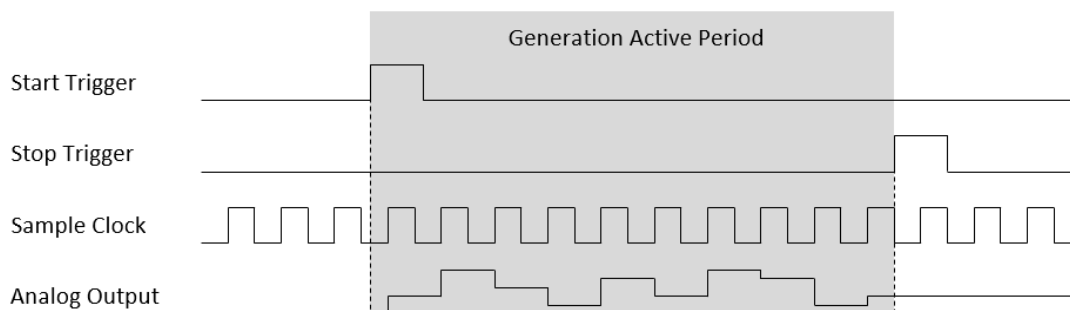 Generation Active Period
Start Trigger
Stop Trigger
Sample Clock
Analog Output